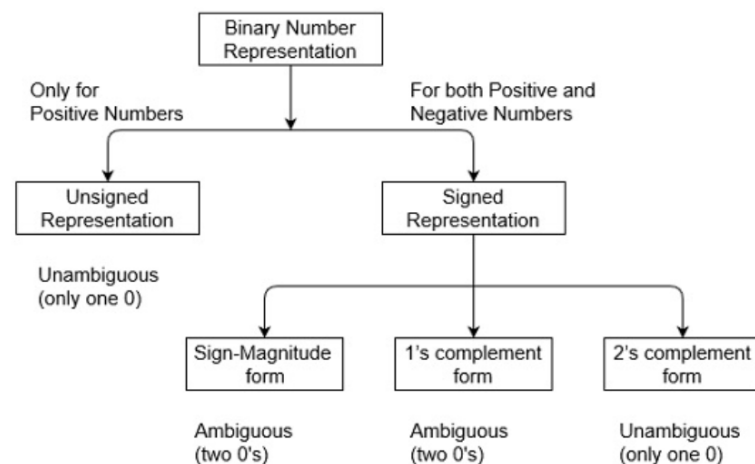 Binary Number
Representation
Only for
Positive Numbers
For both Positive and
Negative Numbers
Unsigned
Representation
Signed
Representation
Unambiguous
(only one 0)
Sign-Magnitude
form
1's complement
form
2's complement
form
Ambiguous
(two 0's)
Ambiguous
(two 0's)
Unambiguous
(only one 0)